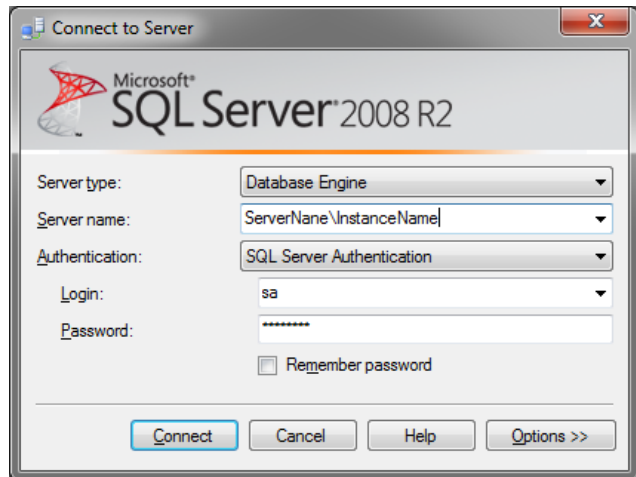 Connect to Server
Microsoft®
SQL Server® 2008 R2
Server type: Database Engine
Server name: ServerNane\InstanceName
Authentication: SQL Server Authentication
Login: sa
Password: ********
Remember password
Connect Cancel Help Options >>